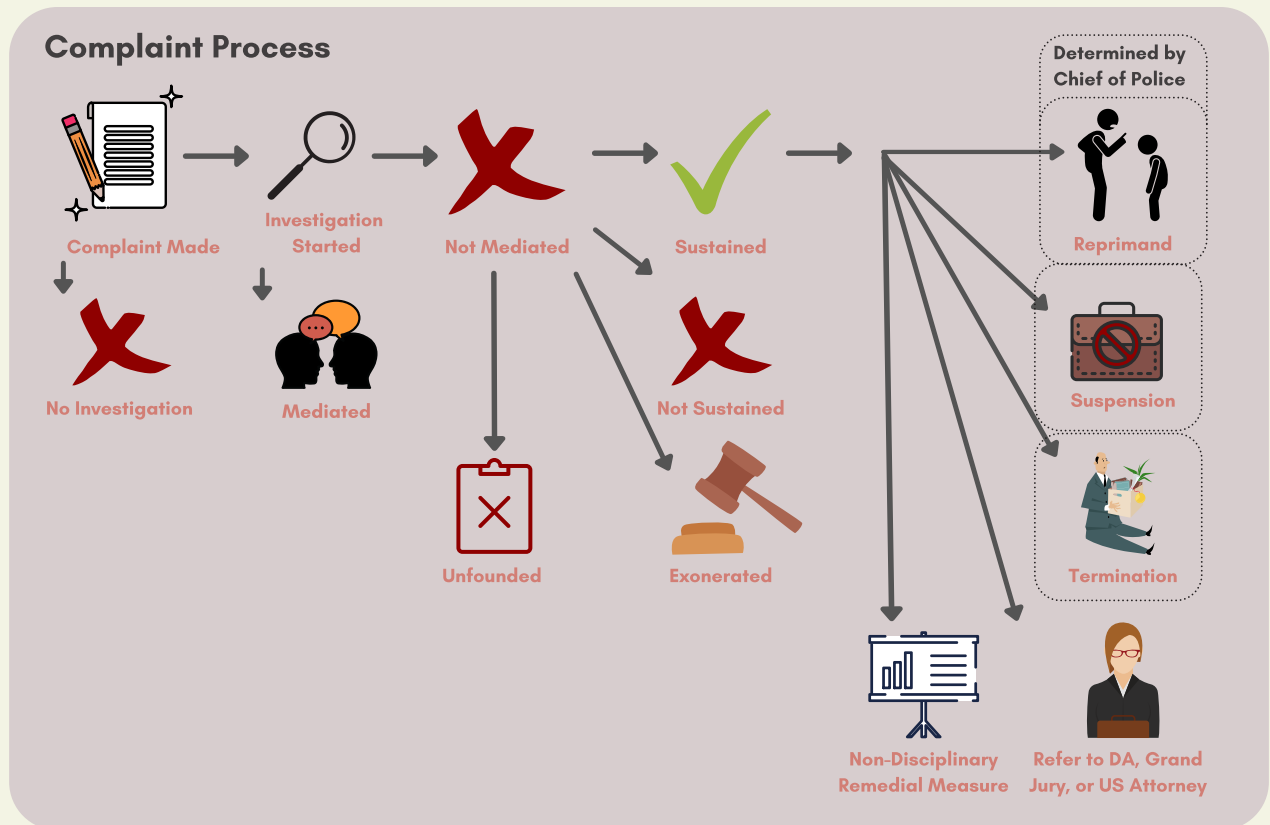 Complaint Process
Determined by
Chief of Police
Complaint Made
Investigation
Started
Not Mediated
Sustained
Reprimand
No Investigation
Mediated
Not Sustained
Suspension
Unfounded
Exonerated
Termination
Non-Disciplinary
Remedial Measure
Refer to DA, Grand
Jury, or US Attorney